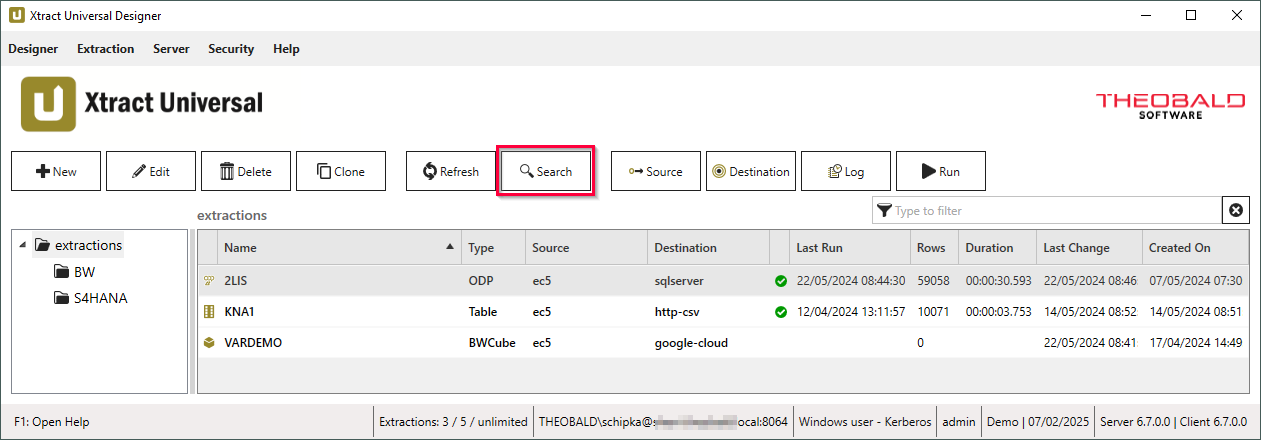 Xtract Universal Designer
Designer Extraction Server Security Help
Xtract Universal
THEOBALD
SOFTWARE
New Edit Delete Clone Refresh Search Source Destination Log Run
extractions Type to filter
extractions
BW
S4HANA
Name Type Source Destination Last Run Rows Duration Last Change Created On
2LIS ODP ec5 sqlserver 22/05/2024 08:44:30 59058 00:00:30.593 22/05/2024 08:46 07/05/2024 07:30
KNA1 Table ec5 http-csv 12/04/2024 13:11:57 10071 00:00:03.753 14/05/2024 08:52 14/05/2024 08:51
VARDEMO BWCube ec5 google-cloud 0 22/05/2024 08:41 17/04/2024 14:49
F1: Open Help Extractions: 3 / 5 / unlimited THEOBALD\schipka@ ocal:8064 Windows user - Kerberos admin Demo | 07/02/2025 Server 6.7.0.0 | Client 6.7.0.0